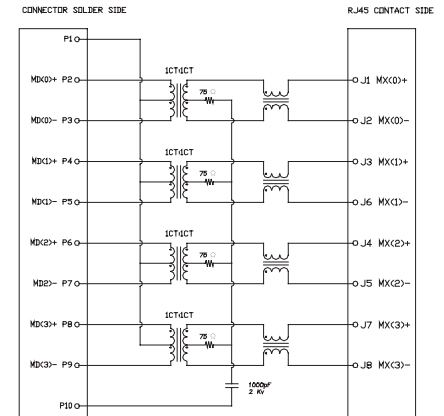 CONNECTOR SOLDER SIDE
RJ45 CONTACT SIDE
P1
1CT:1CT
MD(0)+ P2
75 Ω
J1 MX(0)+
MD(0)- P3
J2 MX(0)-
1CT:1CT
MD(1)+ P4
75 Ω
J3 MX(1)+
MD(1)- P5
J6 MX(1)-
1CT:1CT
MD(2)+ P6
75 Ω
J4 MX(2)+
MD2)- P7
J5 MX(2)-
1CT:1CT
MD(3)+ P8
75 Ω
J7 MX(3)+
MD(3)- P9
J8 MX(3)-
1000pF
2 Kv
P10